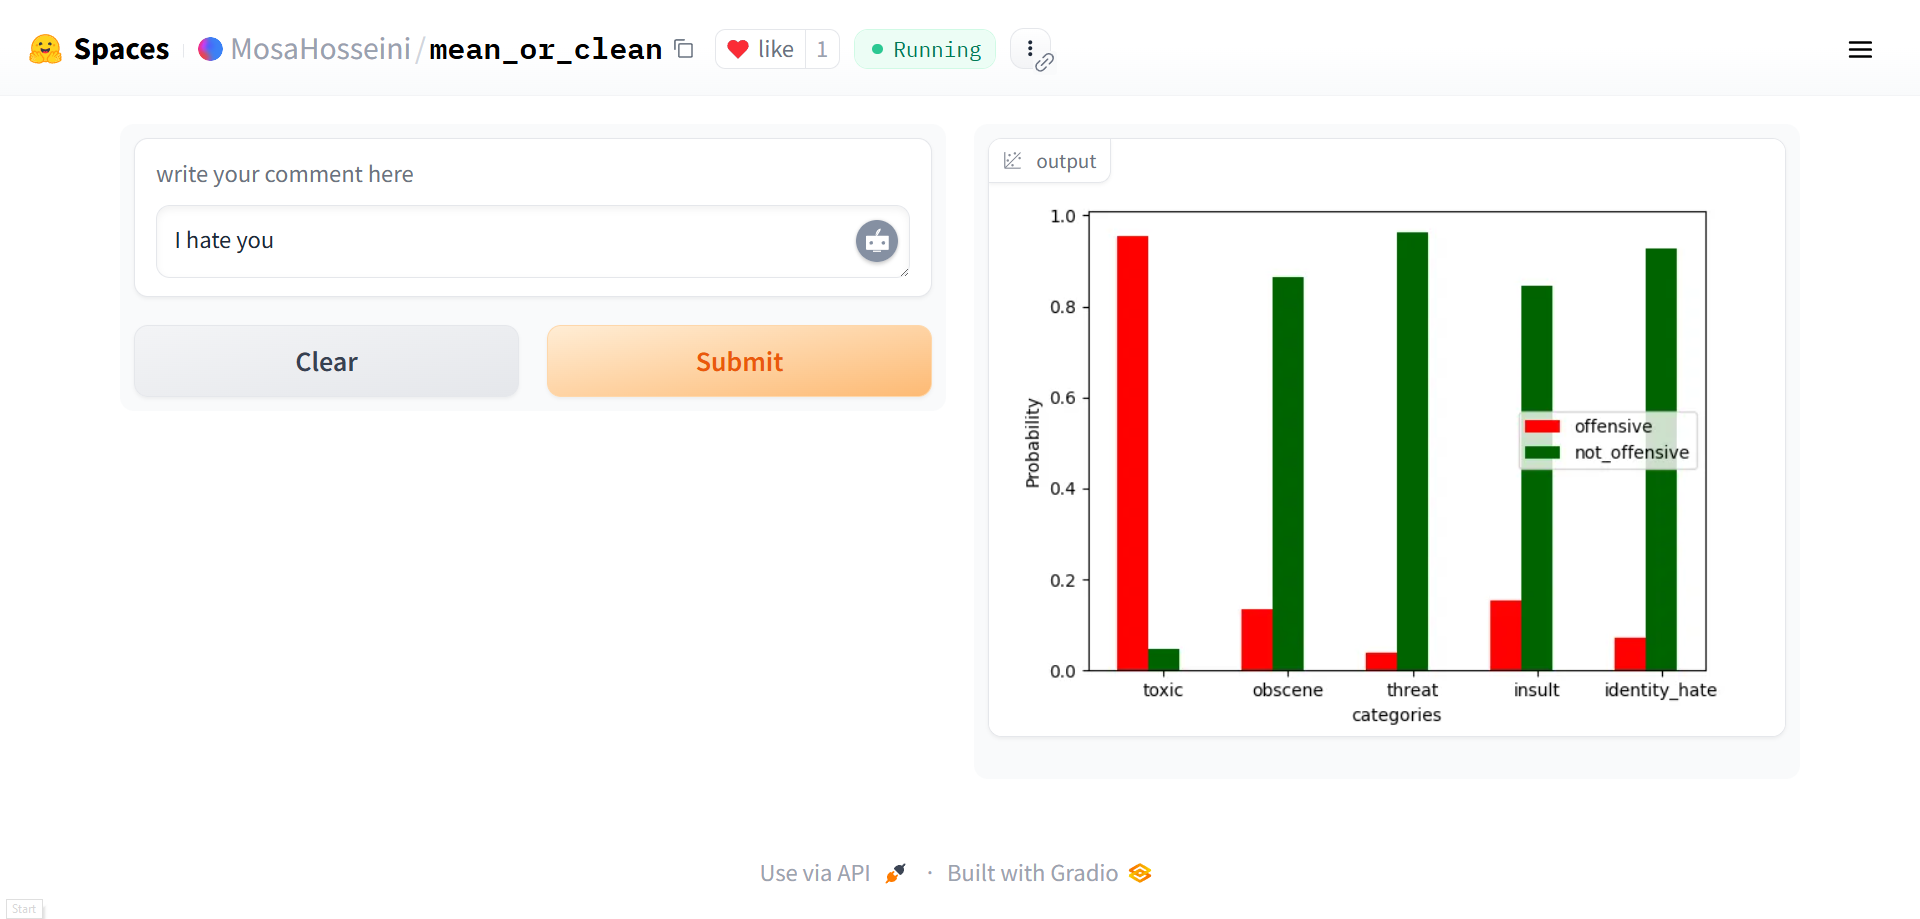 Spaces MosaHosseini/mean_or_clean like 1 Running
write your comment here
I hate you
Clear Submit
output
1.0
0.8
0.6
0.4
0.2
0.0
Probability
offensive
not_offensive
toxic obscene threat insult identity_hate
categories
Use via API · Built with Gradio
Start